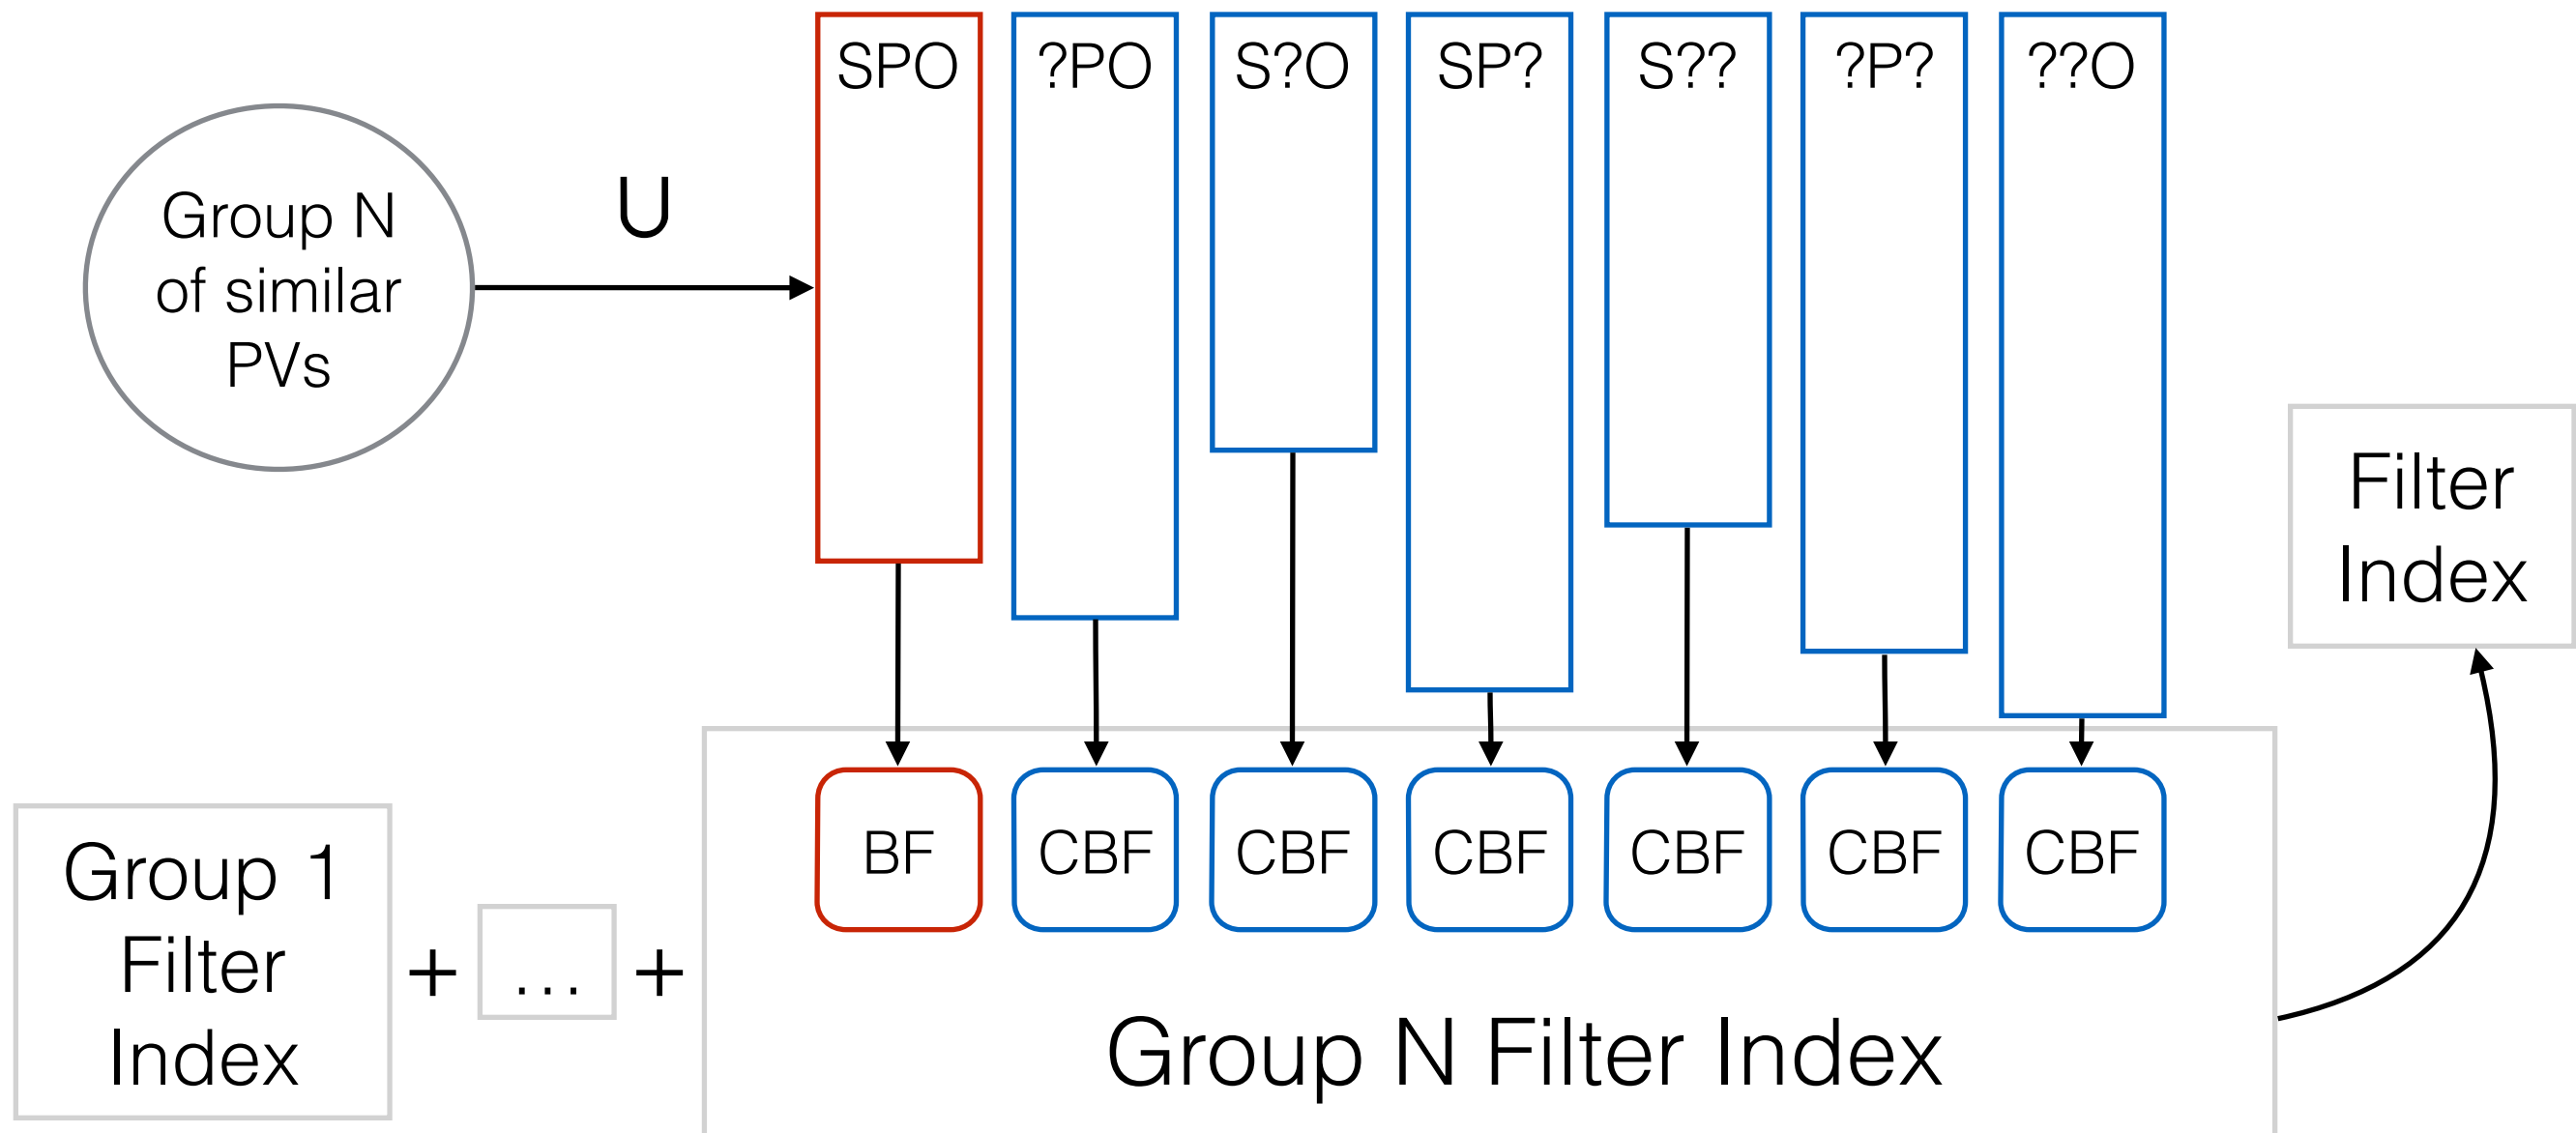 SPO
?PO
S?O
SP?
S??
?P?
??O
Group N
of similar
PVs
U
Filter
Index
BF
CBF
CBF
CBF
CBF
CBF
CBF
Group 1
Filter
Index
+
...
+
Group N Filter Index